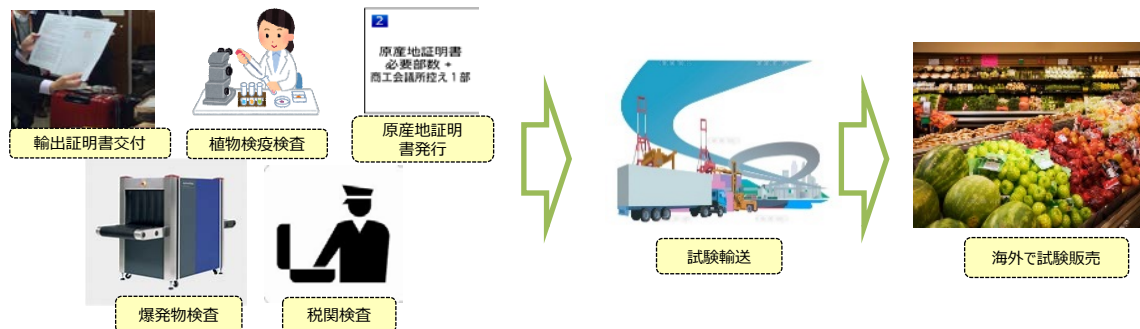 2
原産地証明書
必要部数+
商工会議所控え1部
輸出証明書交付
植物検疫検査
原産地証明
書発行
爆発物検査
税関検査
試験輸送
海外で試験販売